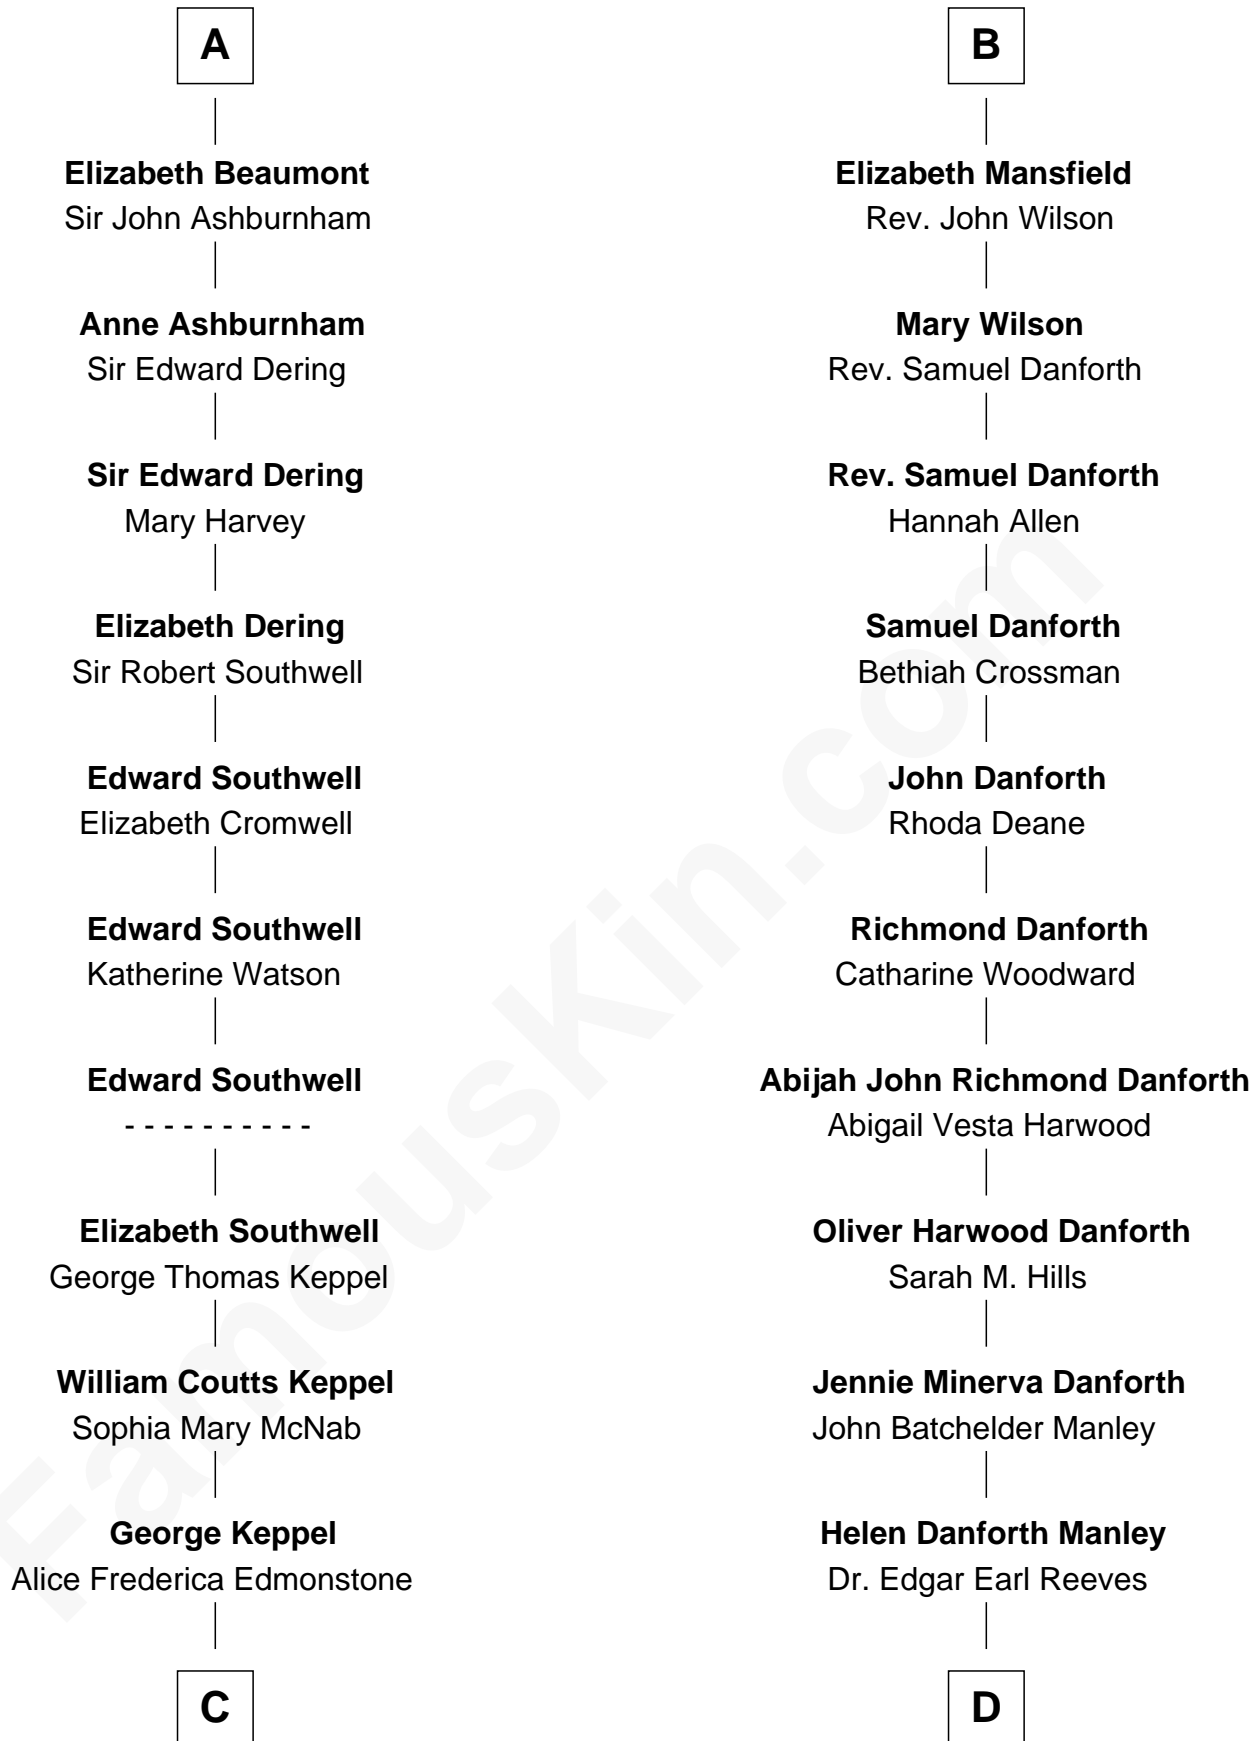 A
Elizabeth Beaumont
Sir John Ashburnham
Anne Ashburnham
Sir Edward Dering
Sir Edward Dering
Mary Harvey
Elizabeth Dering
Sir Robert Southwell
Edward Southwell
Elizabeth Cromwell
Edward Southwell
Katherine Watson
Edward Southwell
- - - - - - - - - -
Elizabeth Southwell
George Thomas Keppel
William Coutts Keppel
Sophia Mary McNab
George Keppel
Alice Frederica Edmonstone
C
B
Elizabeth Mansfield
Rev. John Wilson
Mary Wilson
Rev. Samuel Danforth
Rev. Samuel Danforth
Hannah Allen
Samuel Danforth
Bethiah Crossman
John Danforth
Rhoda Deane
Richmond Danforth
Catharine Woodward
Abijah John Richmond Danforth
Abigail Vesta Harwood
Oliver Harwood Danforth
Sarah M. Hills
Jennie Minerva Danforth
John Batchelder Manley
Helen Danforth Manley
Dr. Edgar Earl Reeves
D
FamousKin.com